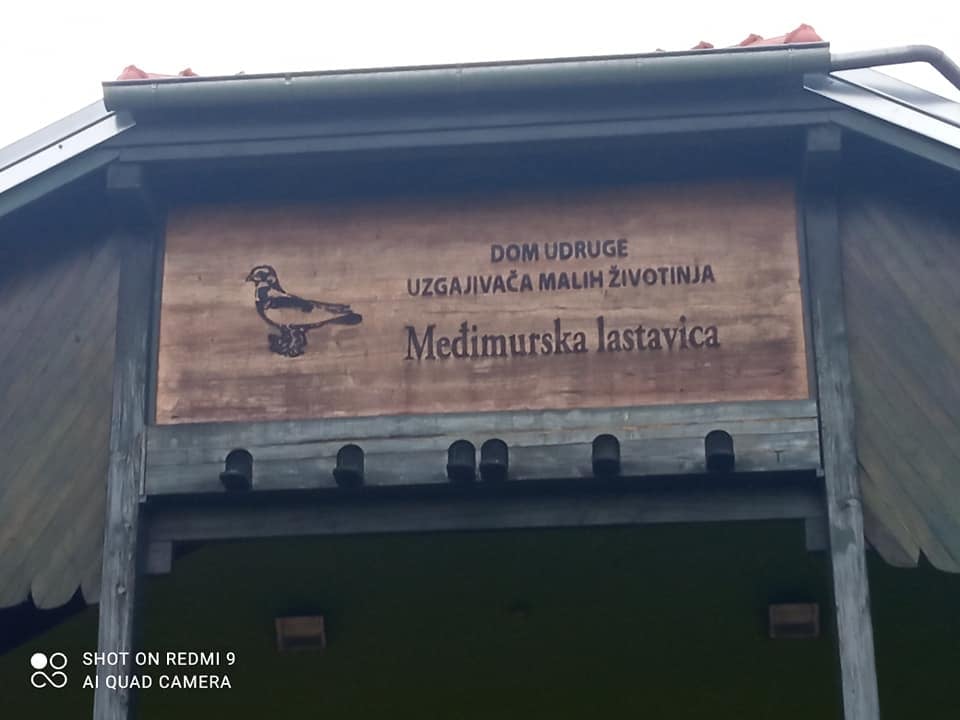 DOM UDRUGE
UZGAJIVAČA MALIH ŽIVOTINJA
Međimurska lastavica
T
SHOT ON REDMI 9
AI QUAD CAMERA